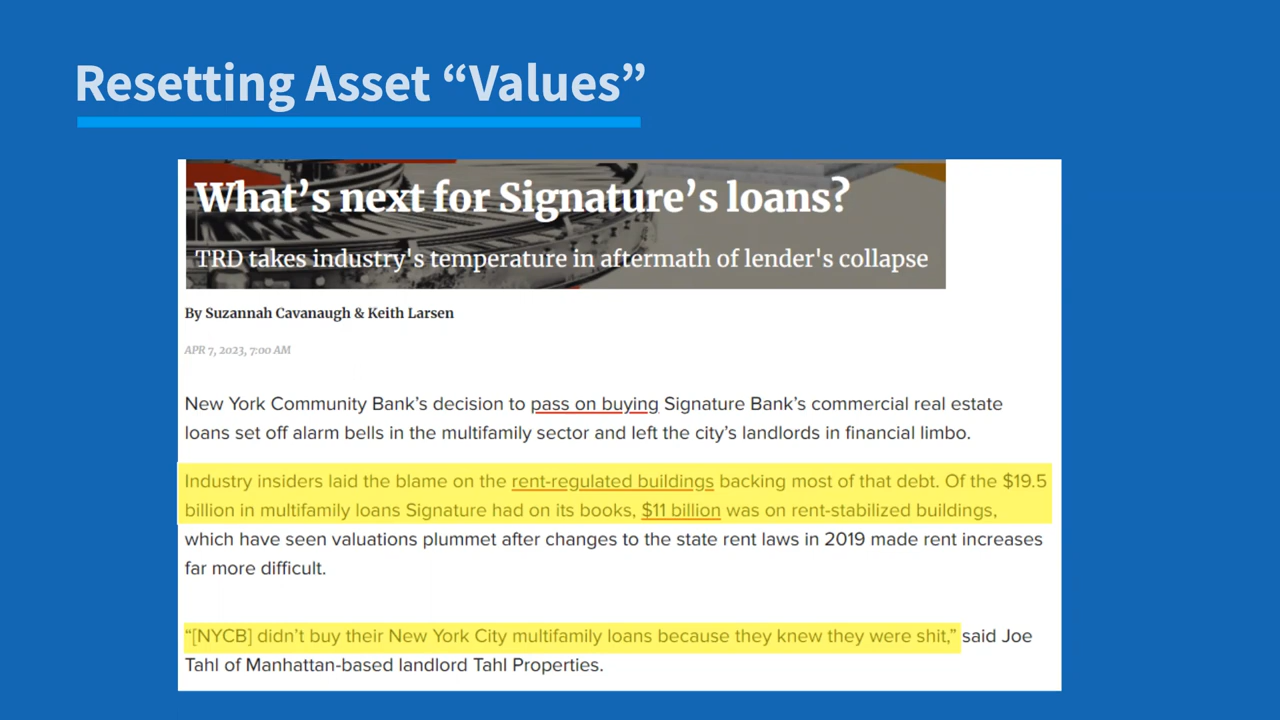 Resetting Asset “Values”
What’s next for Signature’s loans?
TRD takes industry's temperature in aftermath of lender's collapse
By Suzannah Cavanaugh & Keith Larsen
APR 7, 2023, 7:00 AM
New York Community Bank’s decision to pass on buying Signature Bank’s commercial real estate
loans set off alarm bells in the multifamily sector and left the city’s landlords in financial limbo.
Industry insiders laid the blame on the rent-regulated buildings backing most of that debt. Of the $19.5
billion in multifamily loans Signature had on its books, $11 billion was on rent-stabilized buildings,
which have seen valuations plummet after changes to the state rent laws in 2019 made rent increases
far more difficult.
“[NYCB] didn’t buy their New York City multifamily loans because they knew they were shit,” said Joe
Tahl of Manhattan-based landlord Tahl Properties.